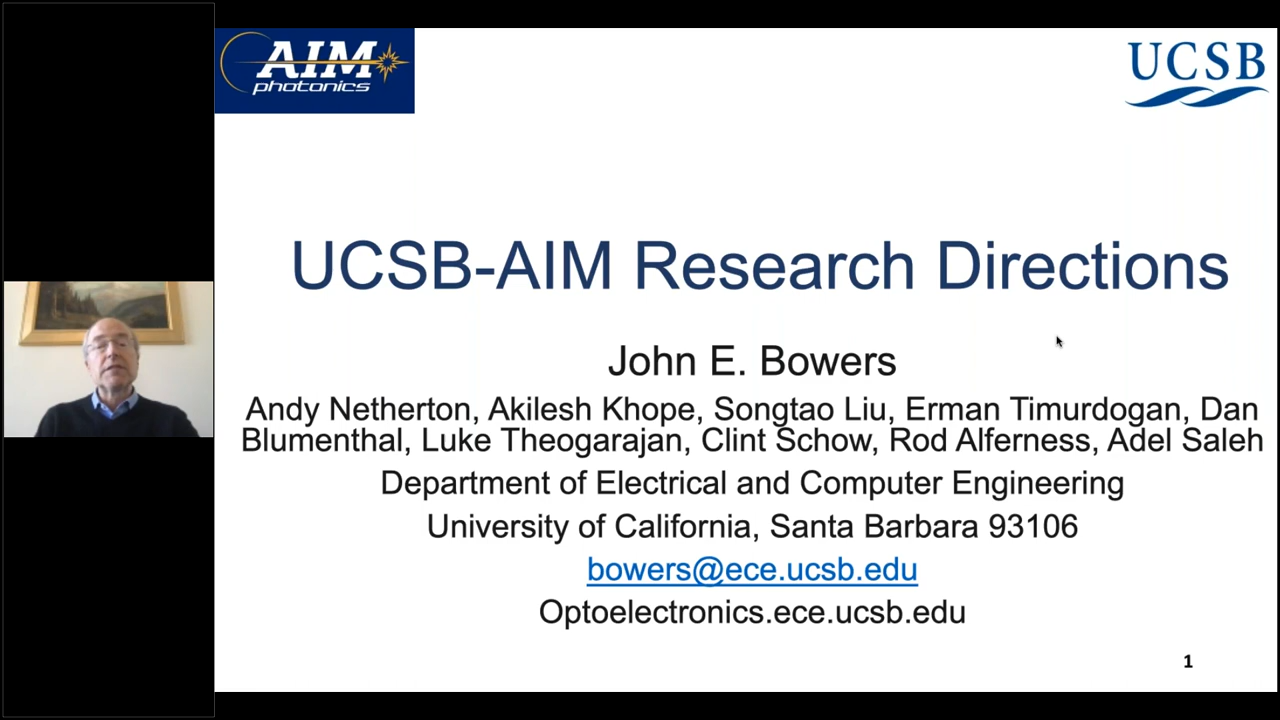 AIM
photonics
UCSB
UCSB-AIM Research Directions
John E. Bowers
Andy Netherton, Akilesh Khope, Songtao Liu, Erman Timurdogan, Dan
Blumenthal, Luke Theogarajan, Clint Schow, Rod Alferness, Adel Saleh
Department of Electrical and Computer Engineering
University of California, Santa Barbara 93106
bowers@ece.ucsb.edu
Optoelectronics.ece.ucsb.edu
1